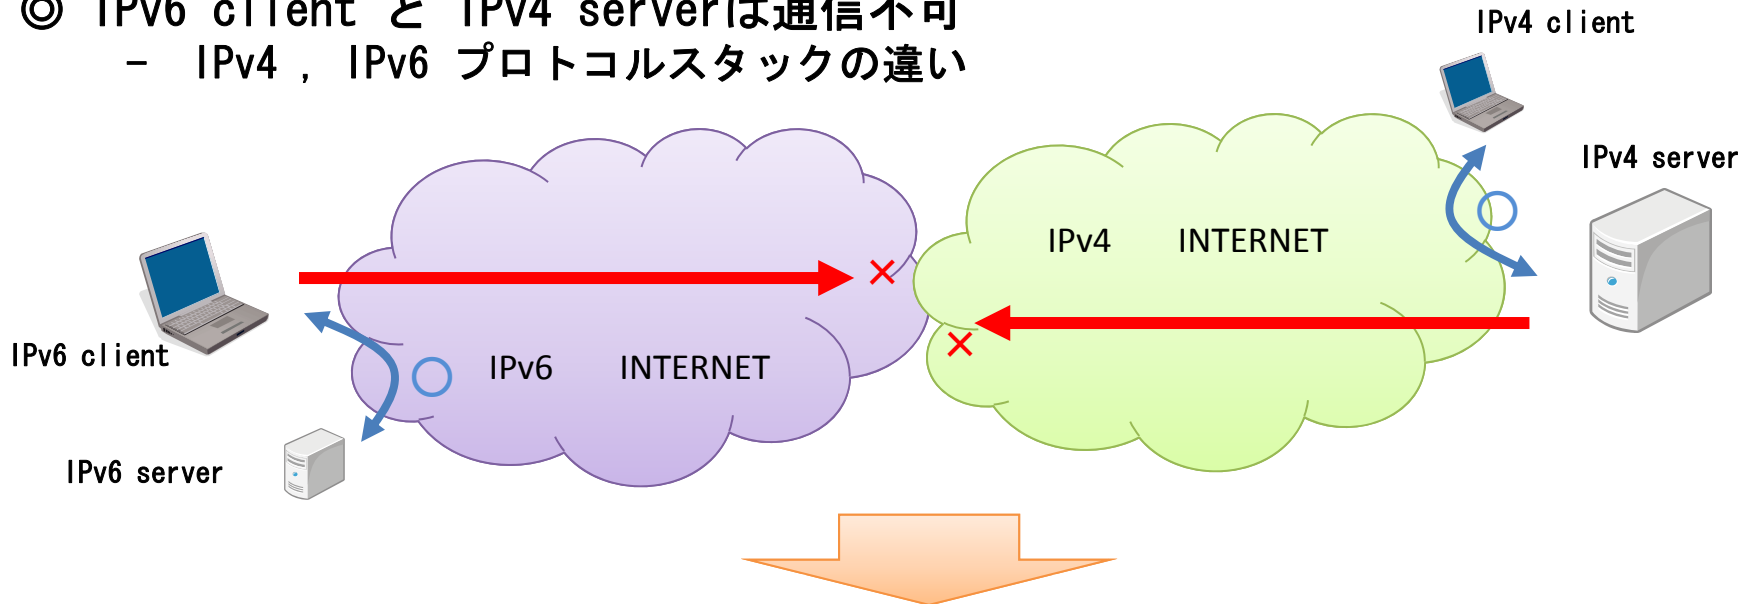 ◎ IPv6 client と IPv4 serverは通信不可
－ IPv4 , IPv6 プロトコルスタックの違い
IPv4 client
IPv4 server
IPv4 INTERNET
×
×
IPv6 client
IPv6 INTERNET
IPv6 server